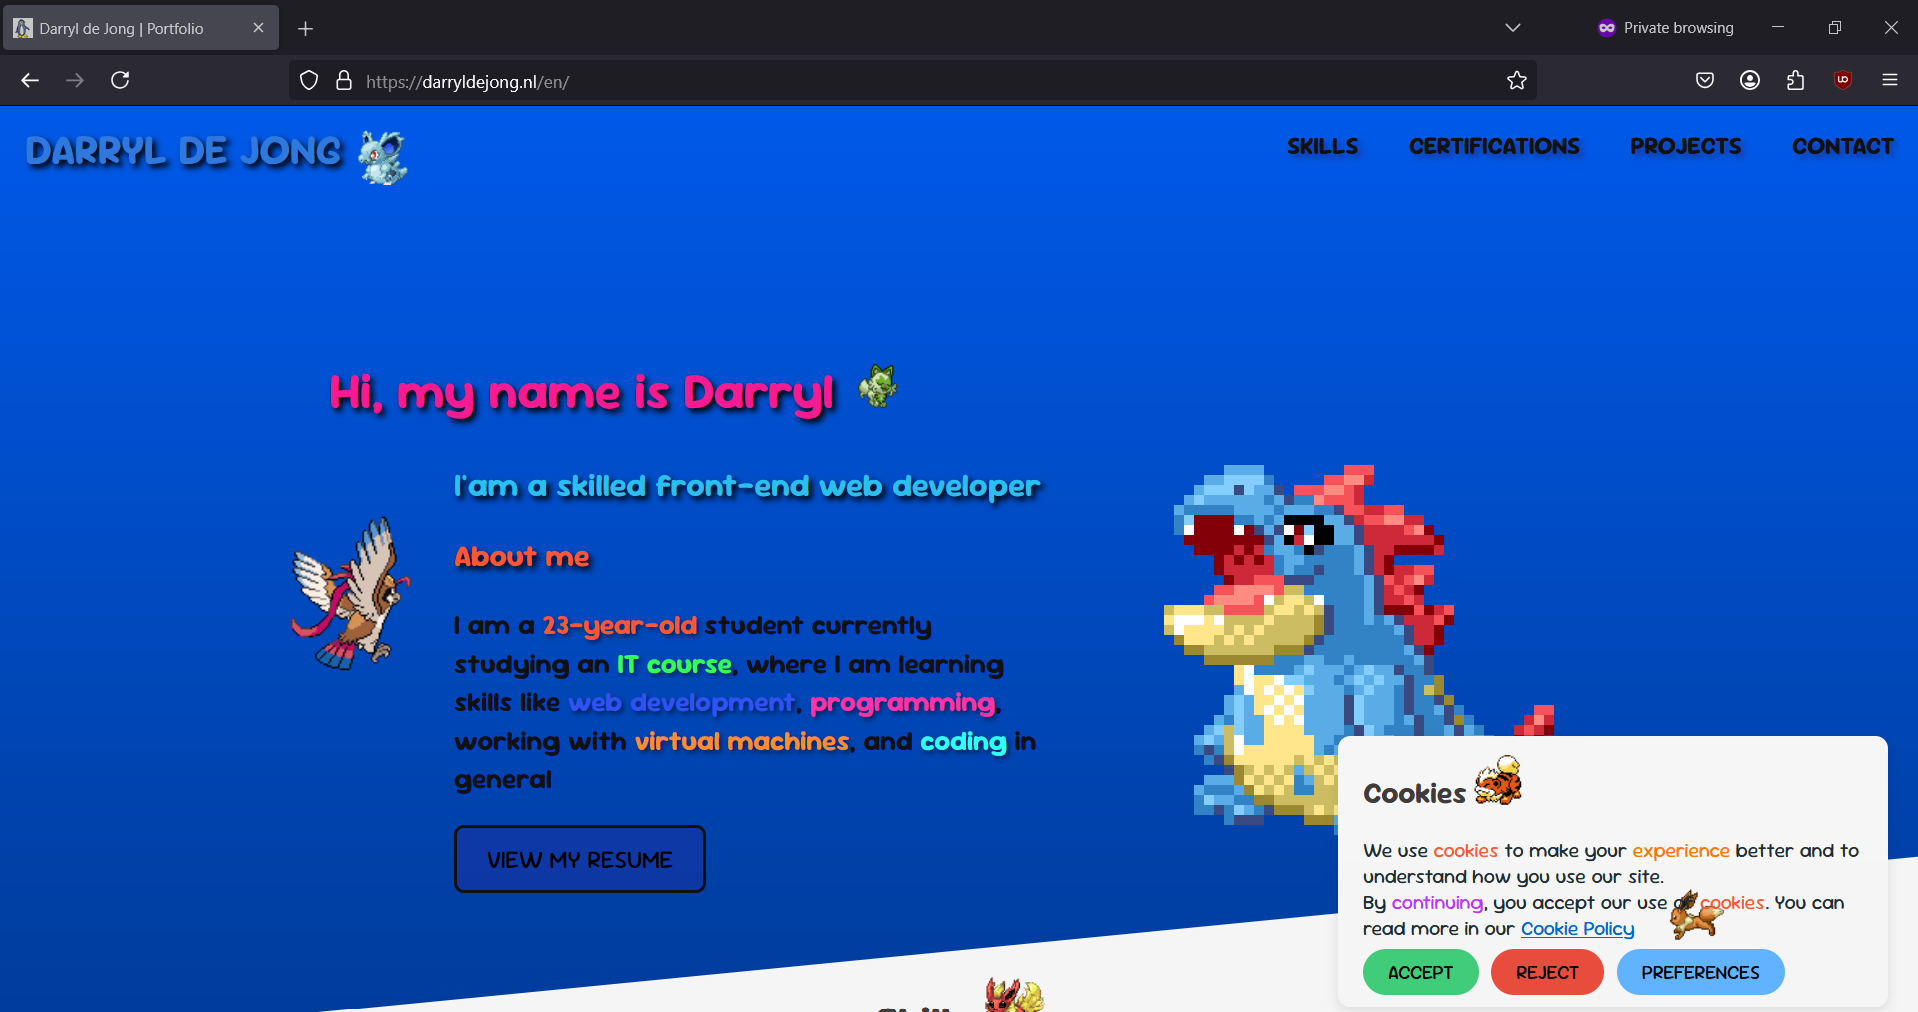 Darryl de Jong | Portfolio
Private browsing
https://darryldejong.nl/en/
DARRYL DE JONG
SKILLS
CERTIFICATIONS
PROJECTS
CONTACT
Hi, my name is Darryl
I'am a skilled front-end web developer
About me
I am a 23-year-old student currently
studying an IT course, where I am learning
skills like web development, programming,
working with virtual machines, and coding in
general
VIEW MY RESUME
Cookies
We use cookies to make your experience better and to
understand how you use our site.
By continuing, you accept our use of cookies. You can
read more in our Cookie Policy
ACCEPT
REJECT
PREFERENCES